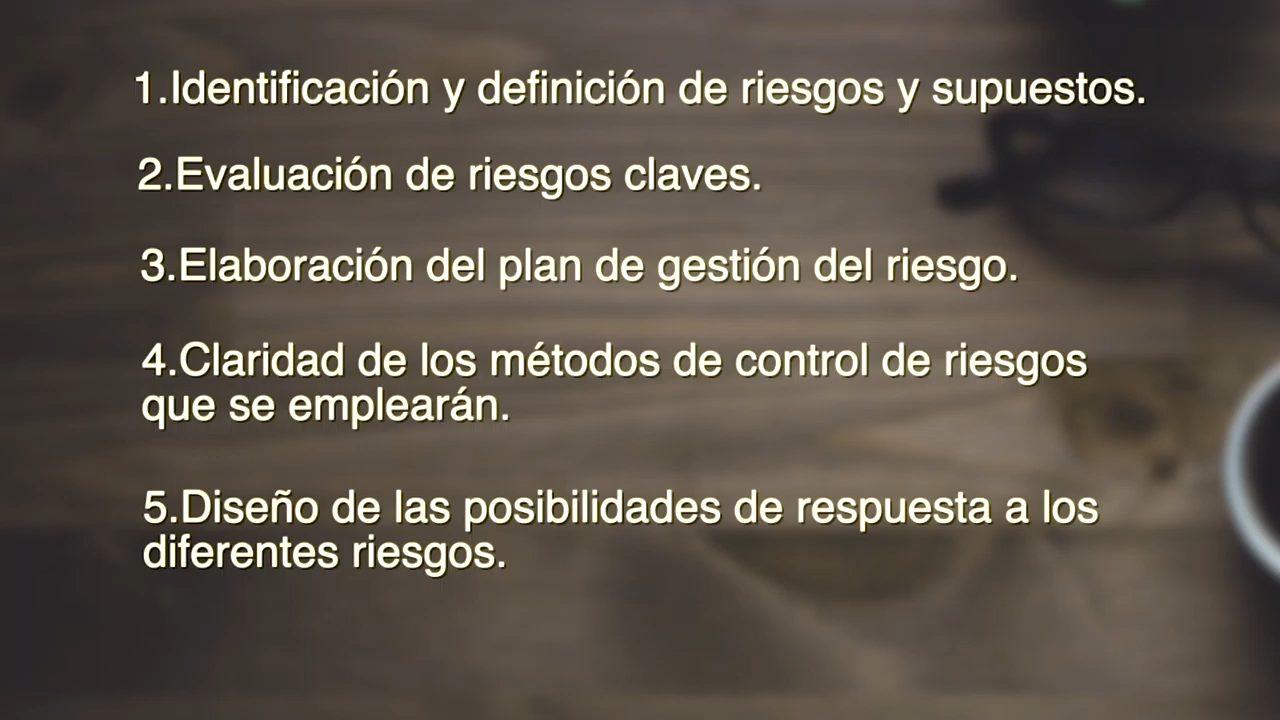 1.Identificación y definición de riesgos y supuestos.
2.Evaluación de riesgos claves.
3.Elaboración del plan de gestión del riesgo.
4.Claridad de los métodos de control de riesgos
que se emplearán.
5.Diseño de las posibilidades de respuesta a los
diferentes riesgos.